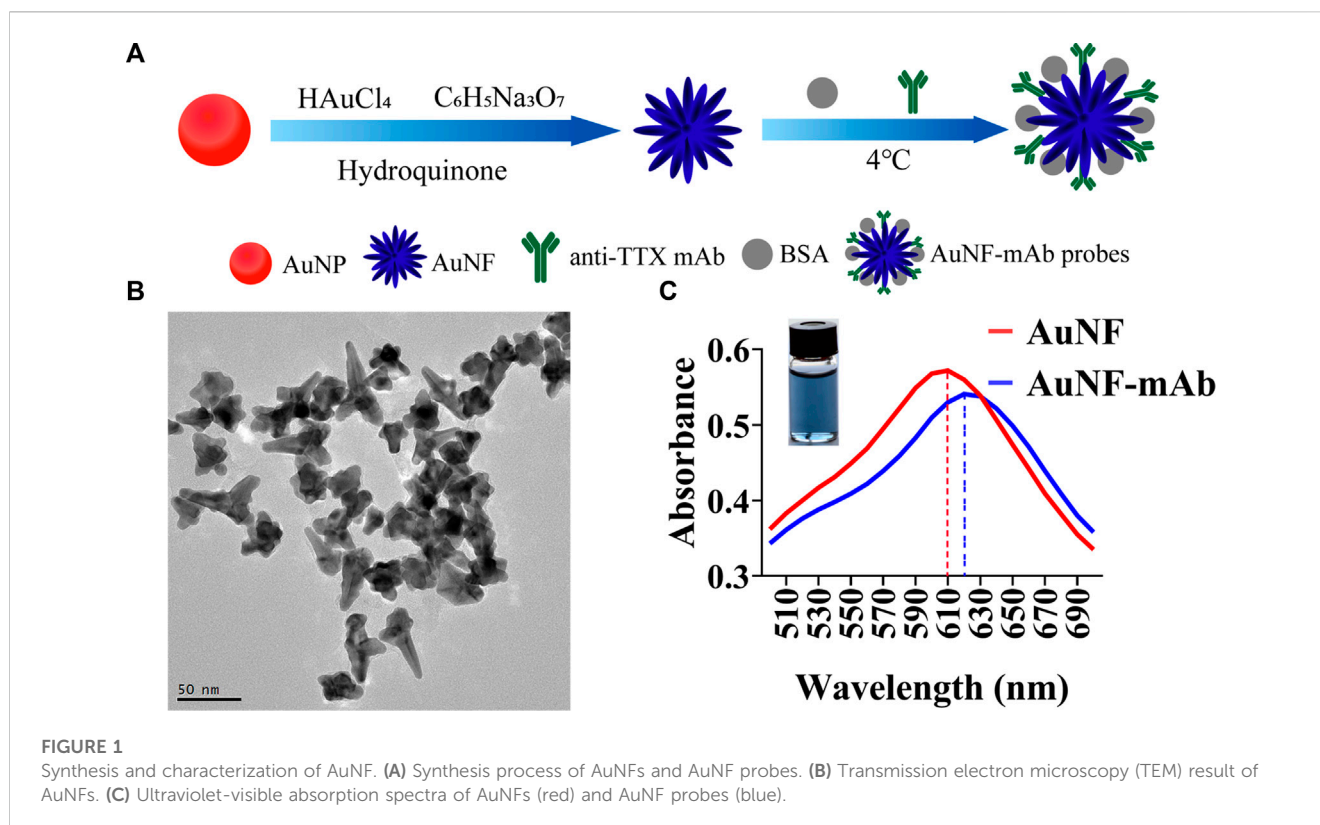 A
HAuCl₄ C₆H₅Na₃O₇
Hydroquinone
4°C
AuNP AuNF anti-TTX mAb BSA AuNF-mAb probes
B
50 nm
C
AuNF
AuNF-mAb
Absorbance
0.6
0.5
0.4
0.3
510 530 550 570 590 610 630 650 670 690
Wavelength (nm)
FIGURE 1
Synthesis and characterization of AuNF. (A) Synthesis process of AuNFs and AuNF probes. (B) Transmission electron microscopy (TEM) result of
AuNFs. (C) Ultraviolet-visible absorption spectra of AuNFs (red) and AuNF probes (blue).